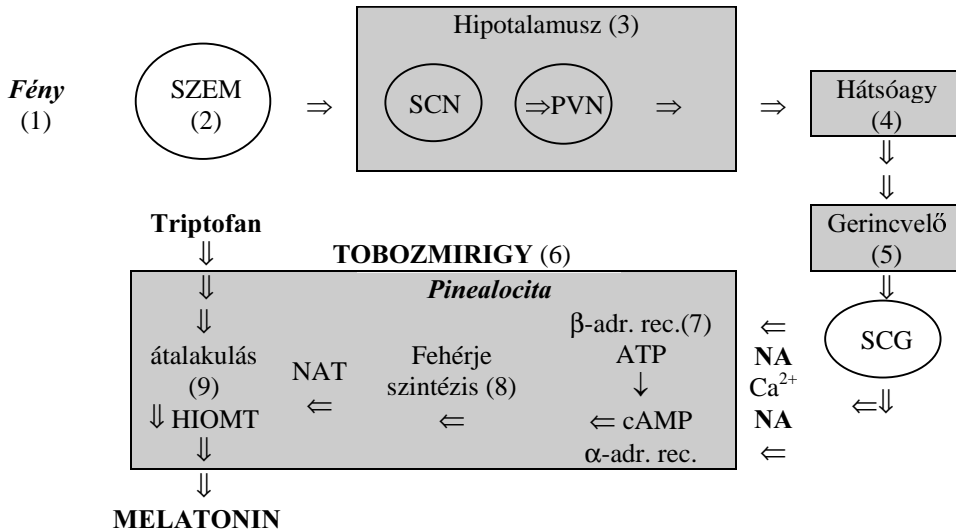 Hipotalamusz (3)
Fény
(1)
SZEM
(2)
⇒
SCN
⇒PVN
⇒
⇒
Hátsóagy
(4)
⇓
⇓
Gerincvelő
(5)
⇓
SCG
Triptofan
⇓
TOBOZMIRIGY (6)
⇓
Pinealocita
⇓
β-adr. rec.(7)
⇐
átalakulás
(9)
NAT
⇐
Fehérje
szintézis (8)
⇐
ATP
↓
⇐ cAMP
α-adr. rec.
NA
Ca2+
NA
⇐
⇐⇓
⇓ HIOMT
⇓
⇓
MELATONIN